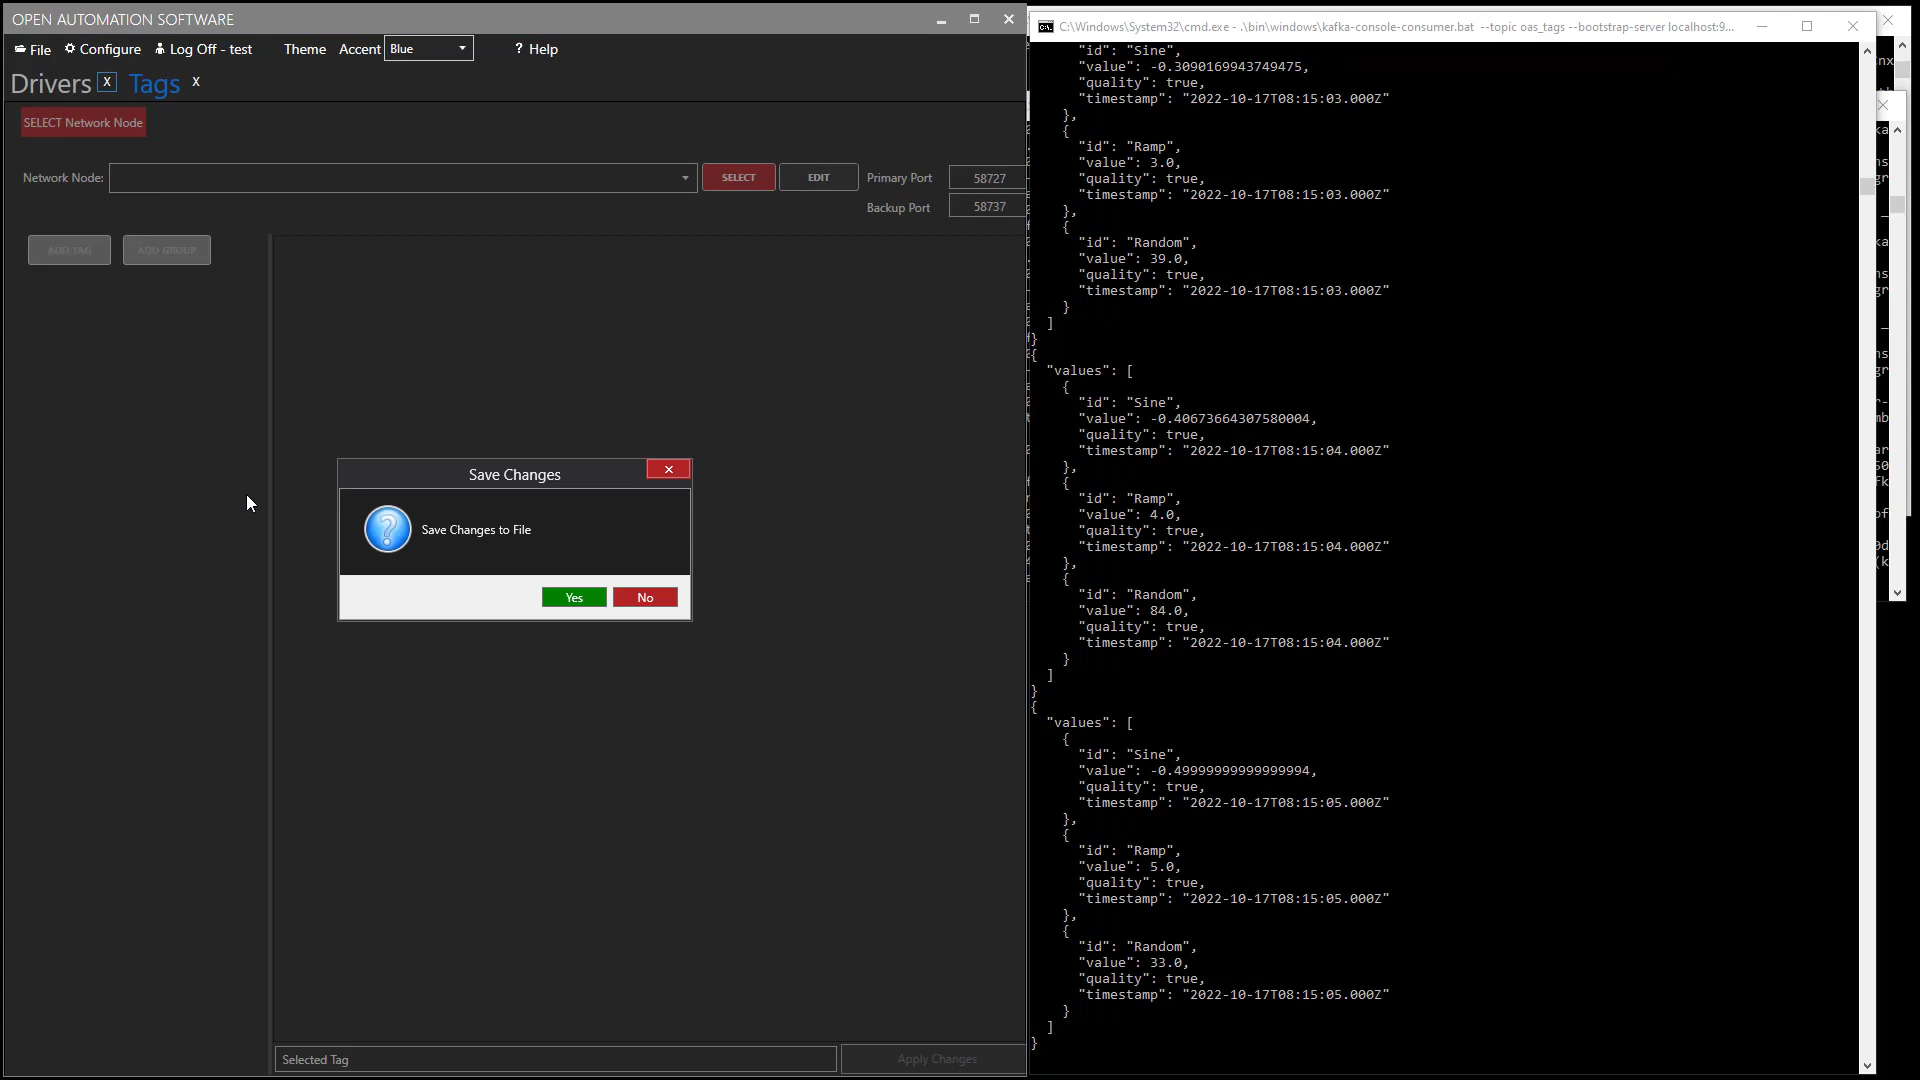 OPEN AUTOMATION SOFTWARE
File Configure Log Off - test Theme Accent Blue ? Help
Drivers X Tags X
SELECT Network Node
Network Node: SELECT EDIT Primary Port 58727
Backup Port 58737
ADD TAG ADD GROUP
Save Changes
Save Changes to File
Yes No
Selected Tag Apply Changes
C:\Windows\System32\cmd.exe - .\bin\windows\kafka-console-consumer.bat --topic oas_tags --bootstrap-server localhost:9...
"id": "Sine",
"value": -0.3090169943749475,
"quality": true,
"timestamp": "2022-10-17T08:15:03.000Z"
},
{
"id": "Ramp",
"value": 3.0,
"quality": true,
"timestamp": "2022-10-17T08:15:03.000Z"
},
{
"id": "Random",
"value": 39.0,
"quality": true,
"timestamp": "2022-10-17T08:15:03.000Z"
}
]
}
{
"values": [
{
"id": "Sine",
"value": -0.40673664307580004,
"quality": true,
"timestamp": "2022-10-17T08:15:04.000Z"
},
{
"id": "Ramp",
"value": 4.0,
"quality": true,
"timestamp": "2022-10-17T08:15:04.000Z"
},
{
"id": "Random",
"value": 84.0,
"quality": true,
"timestamp": "2022-10-17T08:15:04.000Z"
}
]
}
{
"values": [
{
"id": "Sine",
"value": -0.49999999999999994,
"quality": true,
"timestamp": "2022-10-17T08:15:05.000Z"
},
{
"id": "Ramp",
"value": 5.0,
"quality": true,
"timestamp": "2022-10-17T08:15:05.000Z"
},
{
"id": "Random",
"value": 33.0,
"quality": true,
"timestamp": "2022-10-17T08:15:05.000Z"
}
]
}